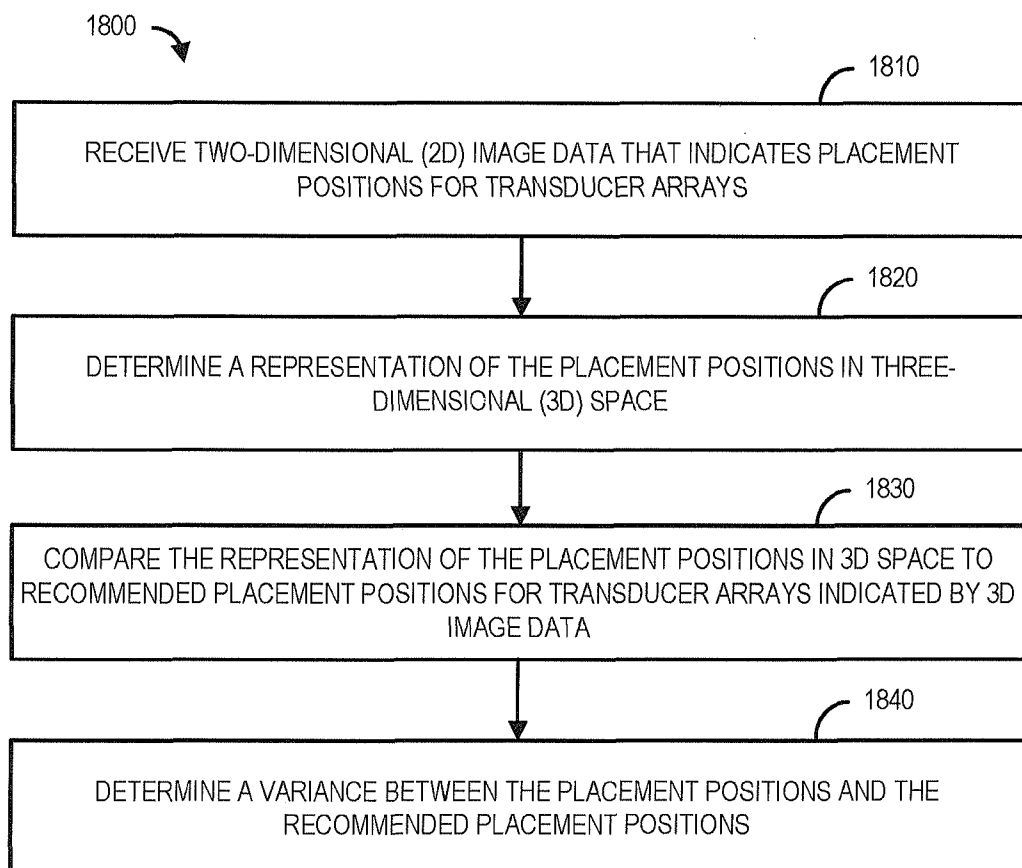 1800
1810
RECEIVE TWO-DIMENSIONAL (2D) IMAGE DATA THAT INDICATES PLACEMENT
POSITIONS FOR TRANSDUCER ARRAYS
1820
DETERMINE A REPRESENTATION OF THE PLACEMENT POSITIONS IN THREE-
DIMENSIONAL (3D) SPACE
1830
COMPARE THE REPRESENTATION OF THE PLACEMENT POSITIONS IN 3D SPACE TO
RECOMMENDED PLACEMENT POSITIONS FOR TRANSDUCER ARRAYS INDICATED BY 3D
IMAGE DATA
1840
DETERMINE A VARIANCE BETWEEN THE PLACEMENT POSITIONS AND THE
RECOMMENDED PLACEMENT POSITIONS